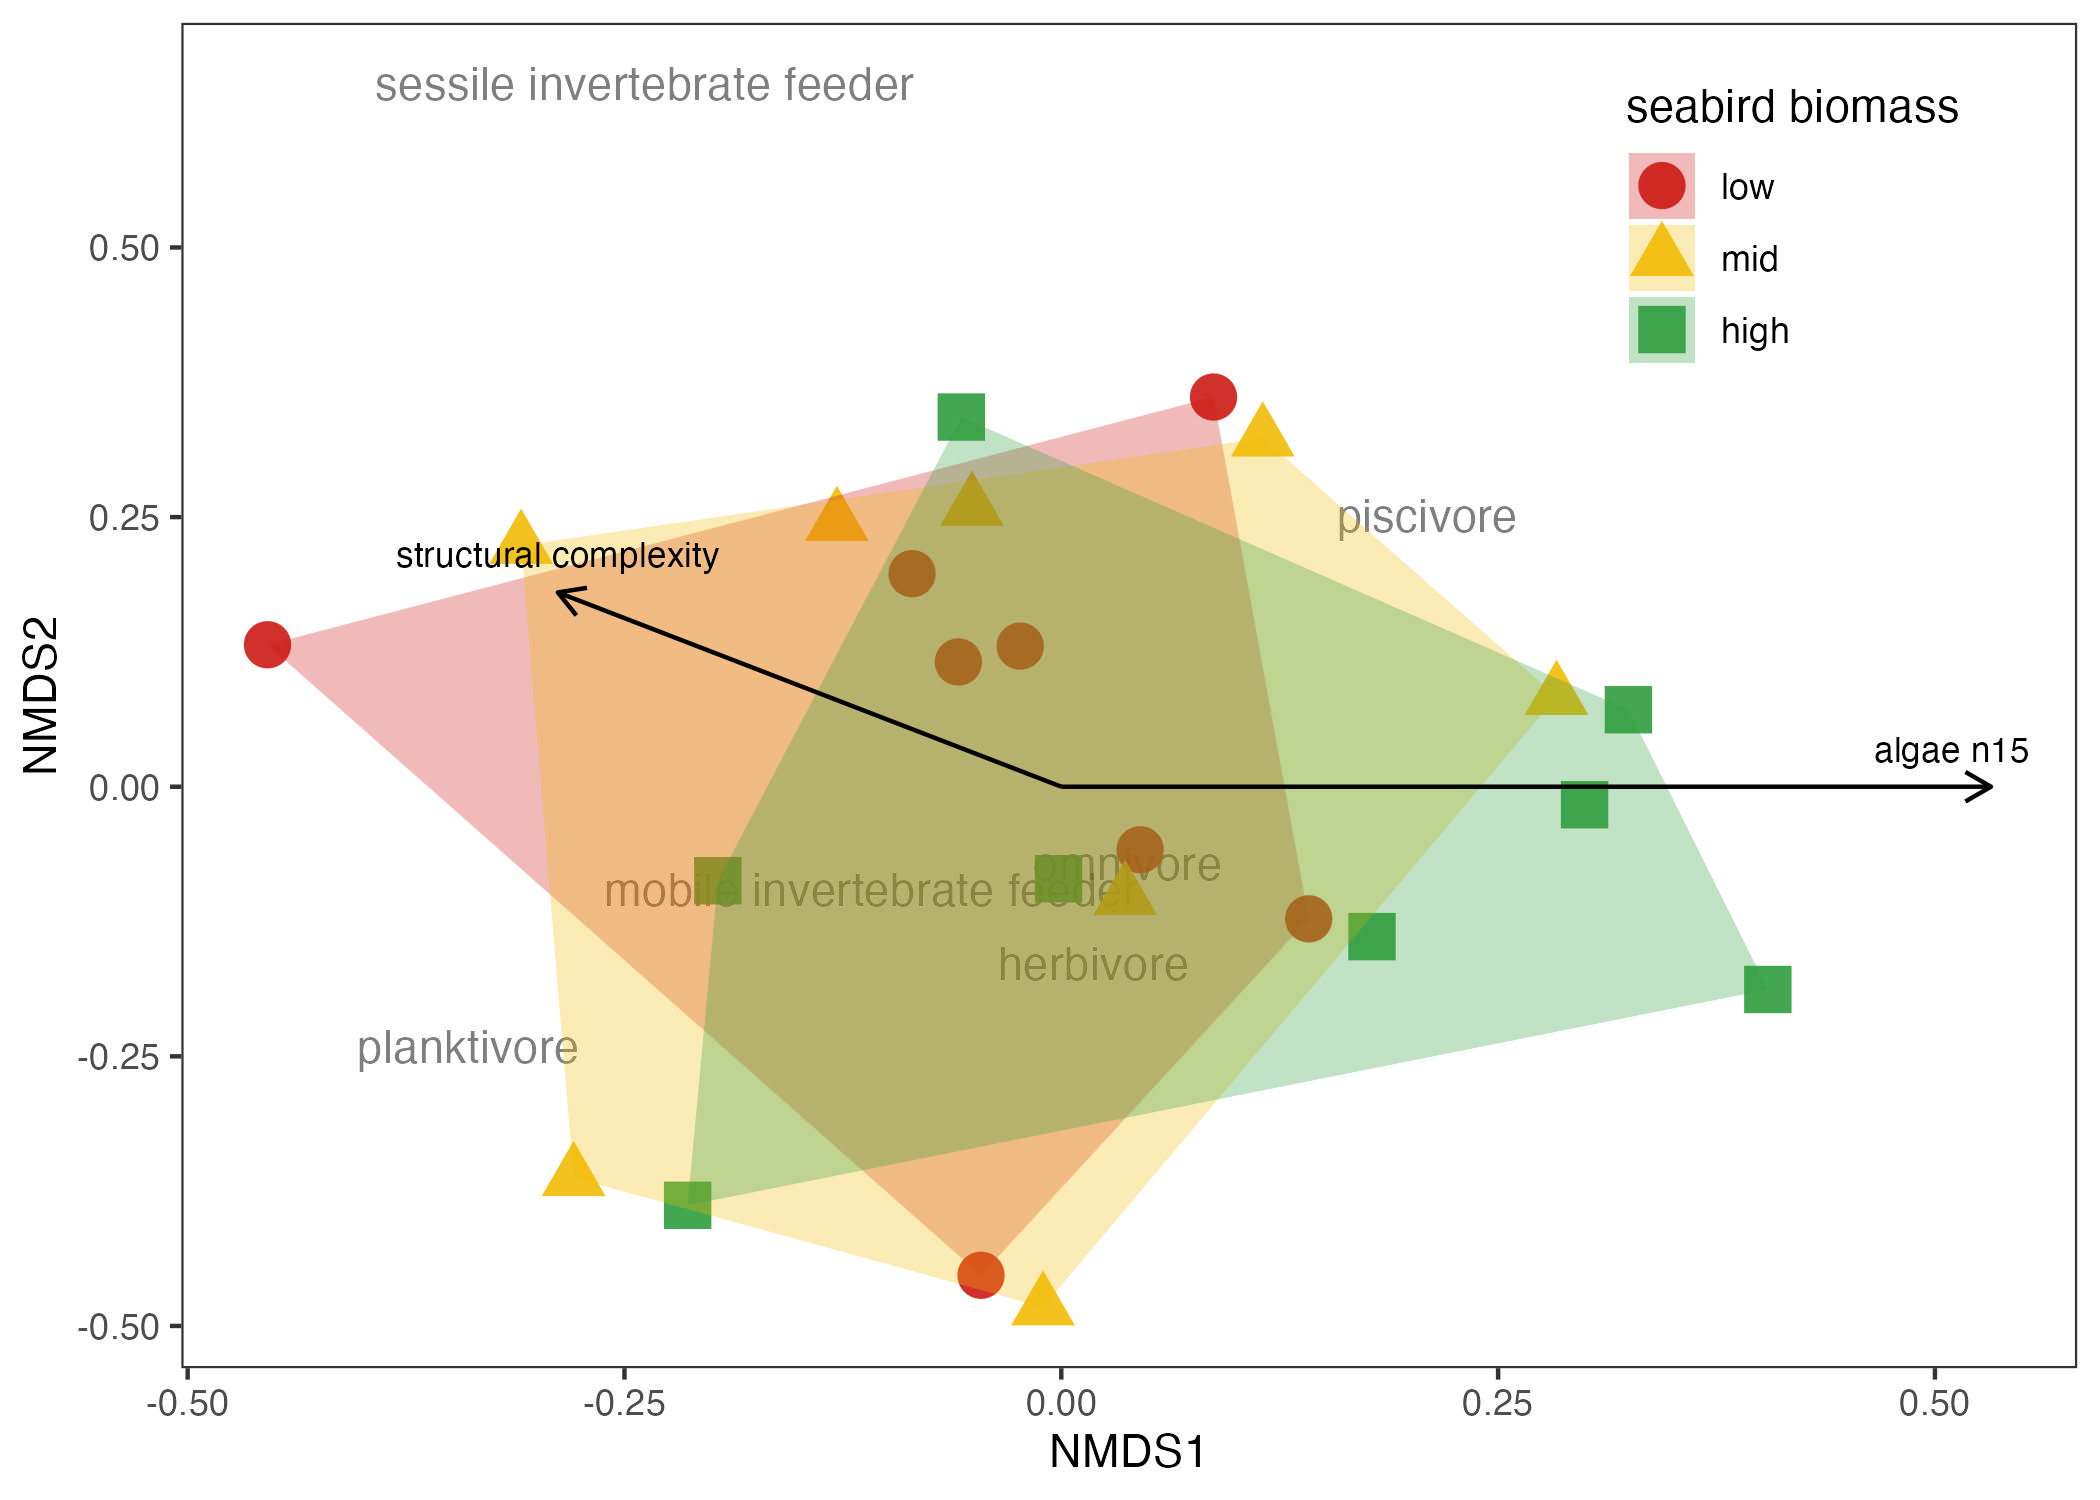 sessile invertebrate feeder
seabird biomass
low
mid
high
0.50
0.25
0.00
-0.25
-0.50
NMDS2
piscivore
structural complexity
algae n15
omnivore
mobile invertebrate feeder
herbivore
planktivore
-0.50
-0.25
0.00
0.25
0.50
NMDS1